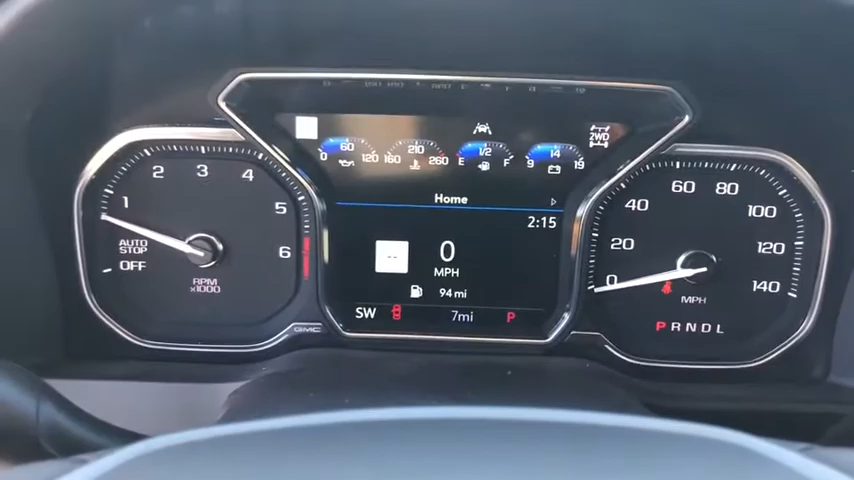 2WD
60
0 120
210
160 260
1/2
E F
14
9 19
Home
2:15
0
MPH
--
94 mi
SW 7mi P
1 2 3 4 5 6
AUTO
STOP
OFF
RPM
x1000
GMC
0 20 40 60 80 100 120 140
MPH
PRNDL